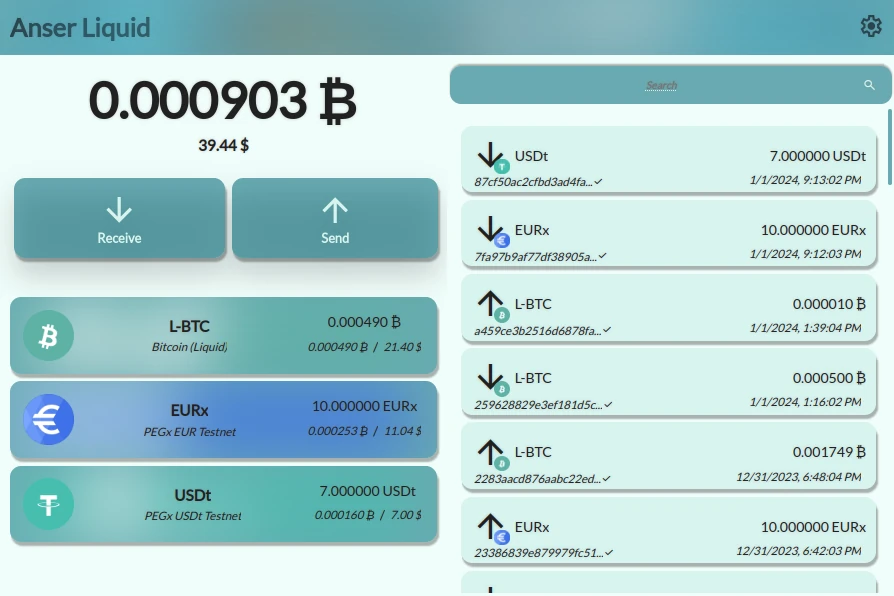 Anser Liquid
0.000903 ₿
39.44 $
Receive
Send
L-BTC
Bitcoin (Liquid)
0.000490 ₿
0.000490 ₿ / 21.40 $
EURx
PEGx EUR Testnet
10.000000 EURx
0.000253 ₿ / 11.04 $
USDt
PEGx USDt Testnet
7.000000 USDt
0.000160 ₿ / 7.00 $
Search
USDt 7.000000 USDt
87cf50ac2cfbd3ad4fa... 1/1/2024, 9:13:02 PM
EURx 10.000000 EURx
7fa97b9af77df38905a... 1/1/2024, 9:12:03 PM
L-BTC 0.000010 ₿
a459ce3b2516d6878fa... 1/1/2024, 1:39:04 PM
L-BTC 0.000500 ₿
259628829e3ef181d5c... 1/1/2024, 1:16:02 PM
L-BTC 0.001749 ₿
2283aacd876aabc22ed... 12/31/2023, 6:48:04 PM
EURx 10.000000 EURx
23386839e879979fc51... 12/31/2023, 6:42:03 PM